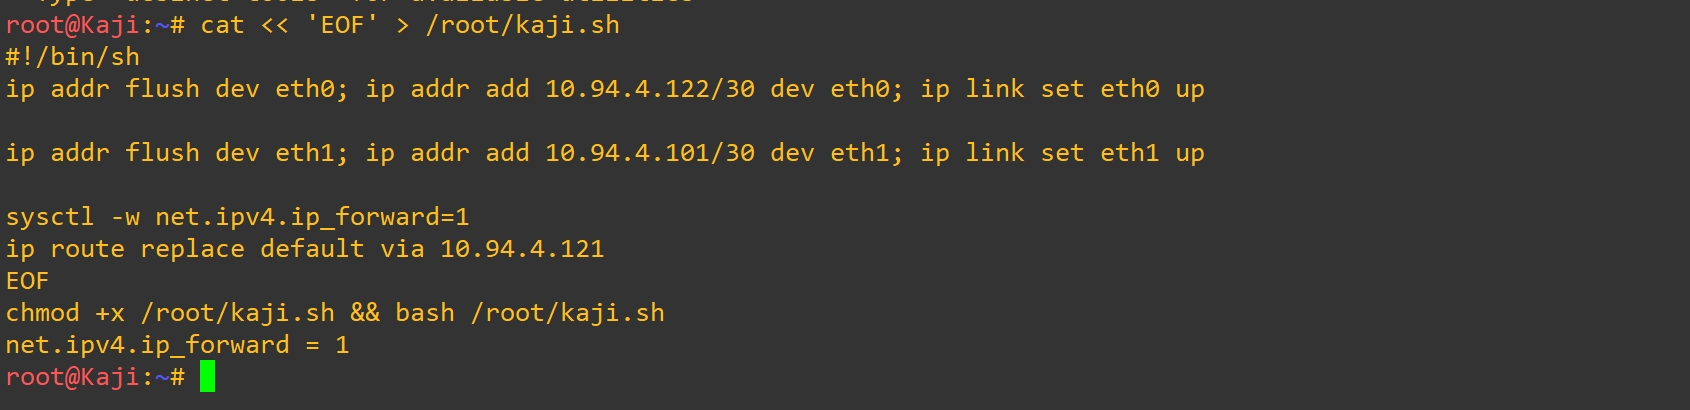 root@Kaji:~# cat << 'EOF' > /root/kaji.sh
#!/bin/sh
ip addr flush dev eth0; ip addr add 10.94.4.122/30 dev eth0; ip link set eth0 up
ip addr flush dev eth1; ip addr add 10.94.4.101/30 dev eth1; ip link set eth1 up
sysctl -w net.ipv4.ip_forward=1
ip route replace default via 10.94.4.121
EOF
chmod +x /root/kaji.sh && bash /root/kaji.sh
net.ipv4.ip_forward = 1
root@Kaji:~#